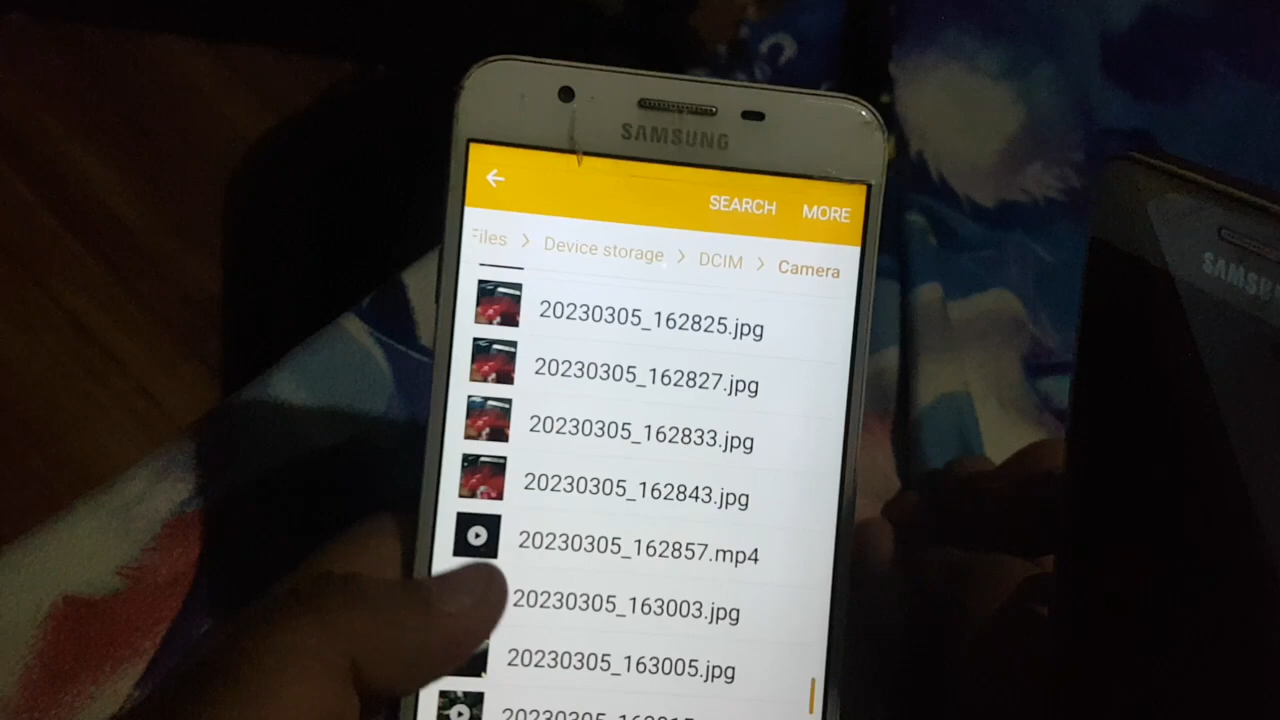 SAMSUNG
SEARCH MORE
Files > Device storage > DCIM > Camera
20230305_162825.jpg
20230305_162827.jpg
20230305_162833.jpg
20230305_162843.jpg
20230305_162857.mp4
20230305_163003.jpg
20230305_163005.jpg
SAMSU